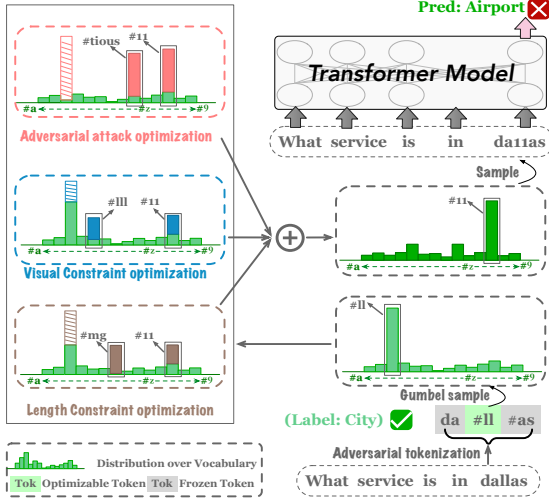 Pred: Airport
#tious
#11
#a
#z
#9
Adversarial attack optimization
Transformer Model
What service is in da11as
Sample
#lll
#11
#a
#z
#9
Visual Constraint optimization
#11
#a
#z
#9
#mg
#11
#a
#z
#9
Length Constraint optimization
#ll
#a
#z
#9
Gumbel sample
(Label: City)
da #ll #as
Adversarial tokenization
What service is in dallas
Distribution over Vocabulary
Tok Optimizable Token Tok Frozen Token